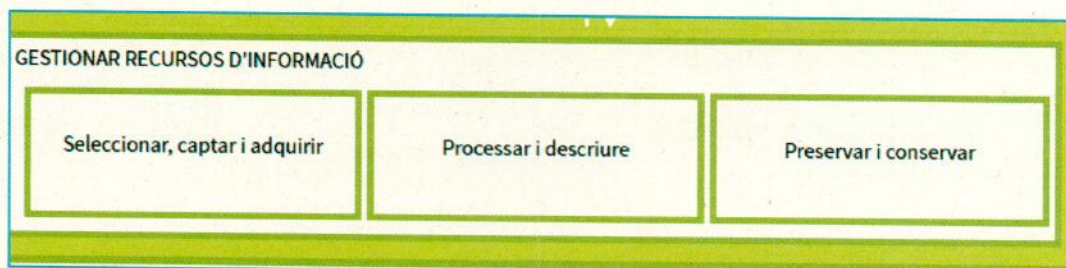 GESTIONAR RECURSOS D'INFORMACIÓ
Seleccionar, captar i adquirir
Processar i descriure
Preservar i conservar